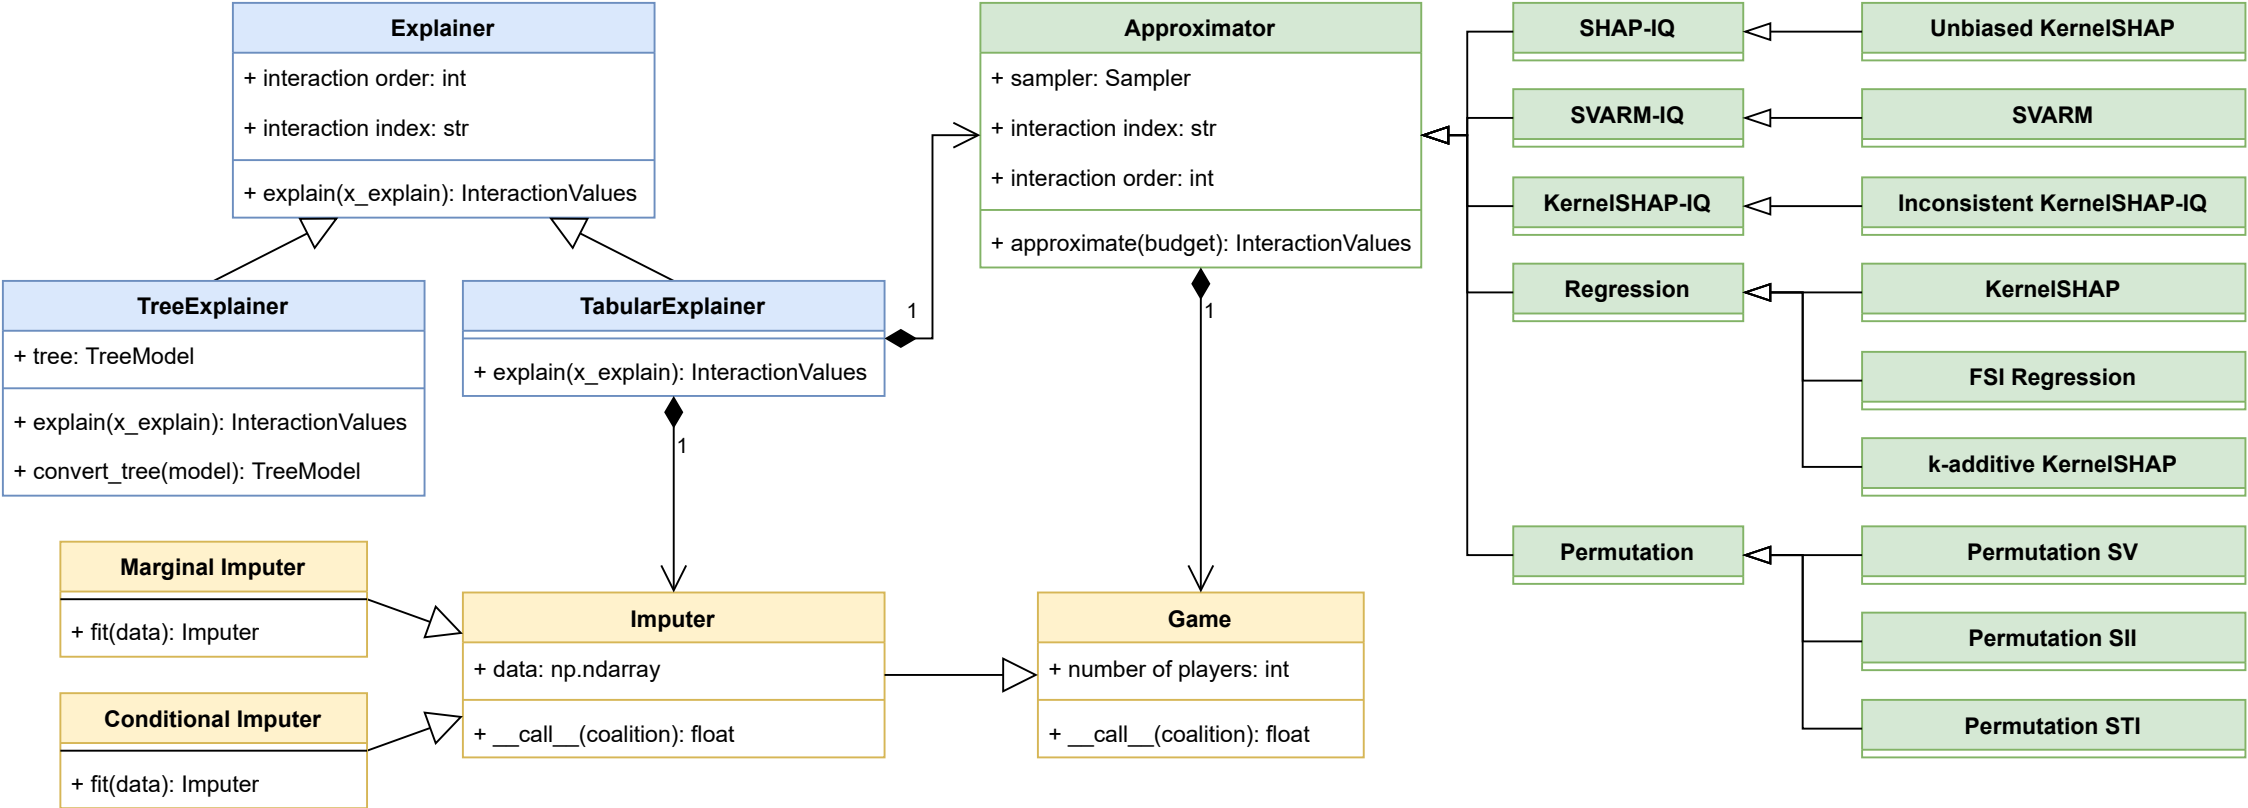 Explainer
+ interaction order: int
+ interaction index: str
+ explain(x_explain): InteractionValues
TreeExplainer
+ tree: TreeModel
+ explain(x_explain): InteractionValues
+ convert_tree(model): TreeModel
TabularExplainer
+ explain(x_explain): InteractionValues
1
1
Approximator
+ sampler: Sampler
+ interaction index: str
+ interaction order: int
+ approximate(budget): InteractionValues
1
Marginal Imputer
+ fit(data): Imputer
Conditional Imputer
+ fit(data): Imputer
Imputer
+ data: np.ndarray
+ __call__(coalition): float
Game
+ number of players: int
+ __call__(coalition): float
SHAP-IQ
Unbiased KernelSHAP
SVARM-IQ
SVARM
KernelSHAP-IQ
Inconsistent KernelSHAP-IQ
Regression
KernelSHAP
FSI Regression
k-additive KernelSHAP
Permutation
Permutation SV
Permutation SII
Permutation STI